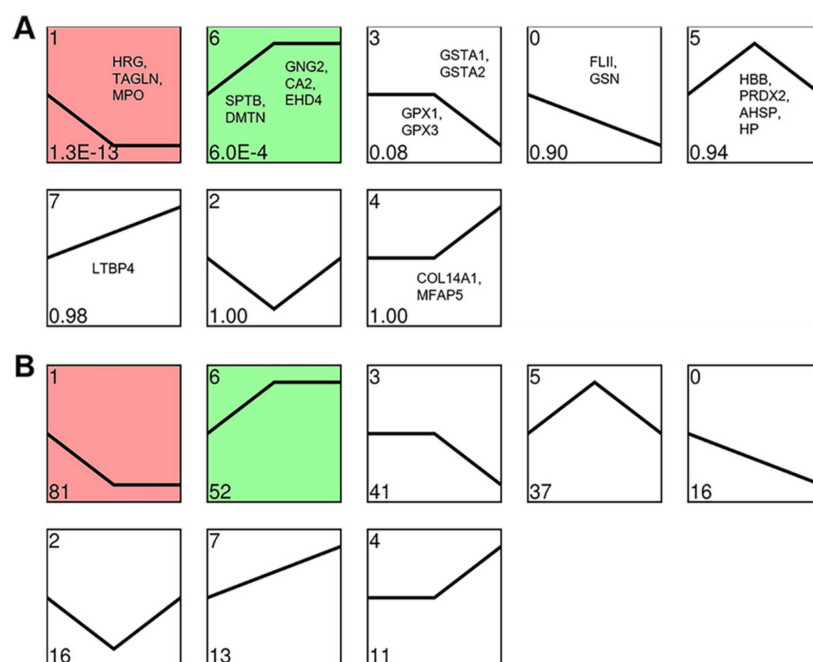 A
1
HRG,
TAGLN,
MPO
1.3E-13
6
GNG2,
CA2,
EHD4
SPTB,
DMTN
6.0E-4
3
GSTA1,
GSTA2
GPX1,
GPX3
0.08
0
FLII,
GSN
0.90
5
HBB,
PRDX2,
AHSP,
HP
0.94
7
LTBP4
0.98
2
1.00
4
COL14A1,
MFAP5
1.00
B
1
81
6
52
3
41
5
37
0
16
2
16
7
13
4
11